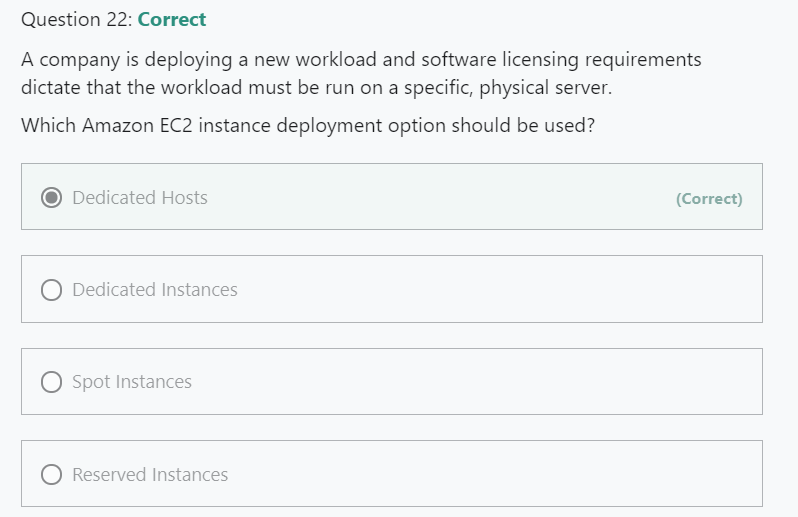 Question 22: Correct
A company is deploying a new workload and software licensing requirements
dictate that the workload must be run on a specific, physical server.
Which Amazon EC2 instance deployment option should be used?
Dedicated Hosts (Correct)
Dedicated Instances
Spot Instances
Reserved Instances